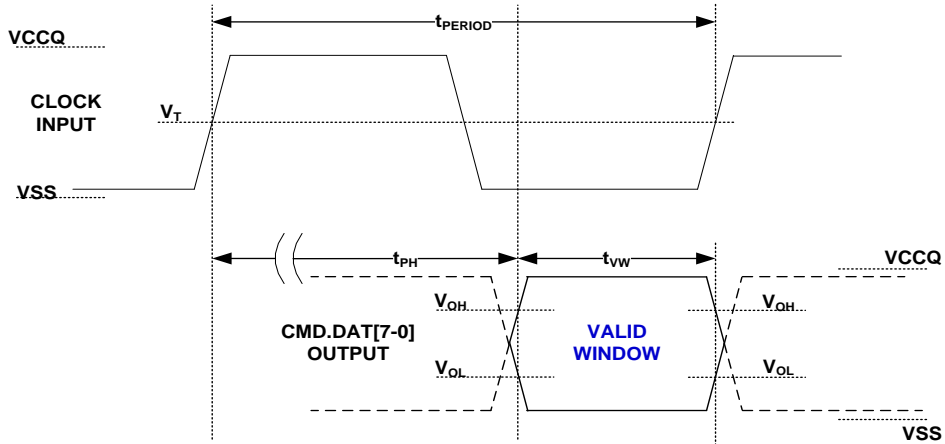 tPERIOD
VCCQ
CLOCK
INPUT
VT
VSS
tPH
tVW
VCCQ
VOH
VOH
CMD.DAT[7-0]
OUTPUT
VALID
WINDOW
VOL
VOL
VSS